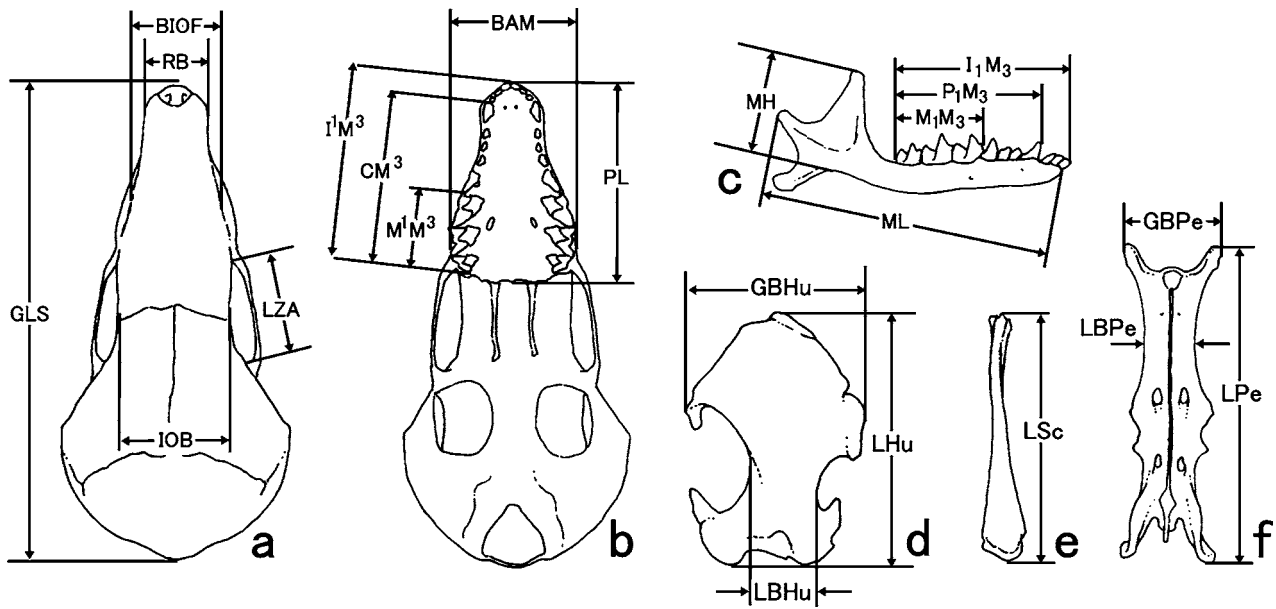 BIOF
RB
GLS
LZA
IOB
a
BAM
I¹M³
CM³
M¹M³
PL
b
MH
I₁M₃
P₁M₃
M₁M₃
c
ML
GBHu
LHu
LBHu
d
LSc
e
GBPe
LBPe
LPe
f